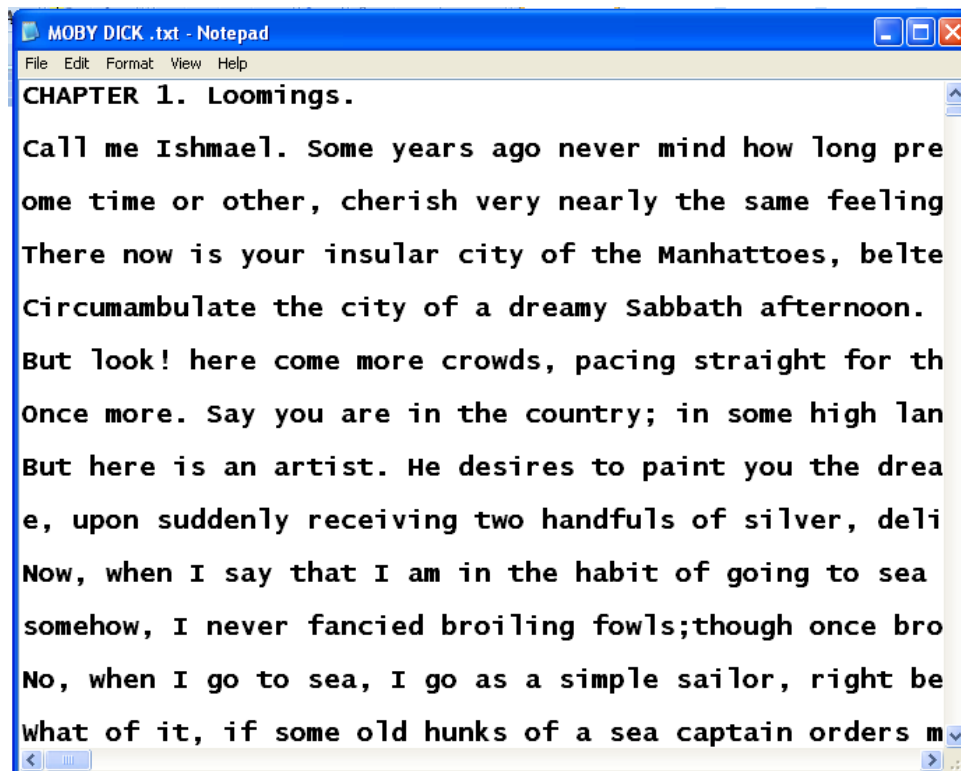 MOBY DICK .txt - Notepad
File Edit Format View Help
CHAPTER 1. Loomings.
Call me Ishmael. Some years ago never mind how long pre
ome time or other, cherish very nearly the same feeling
There now is your insular city of the Manhattoes, belte
Circumambulate the city of a dreamy Sabbath afternoon.
But look! here come more crowds, pacing straight for th
Once more. Say you are in the country; in some high lan
But here is an artist. He desires to paint you the drea
e, upon suddenly receiving two handfuls of silver, deli
Now, when I say that I am in the habit of going to sea
somehow, I never fancied broiling fowls;though once bro
No, when I go to sea, I go as a simple sailor, right be
What of it, if some old hunks of a sea captain orders m